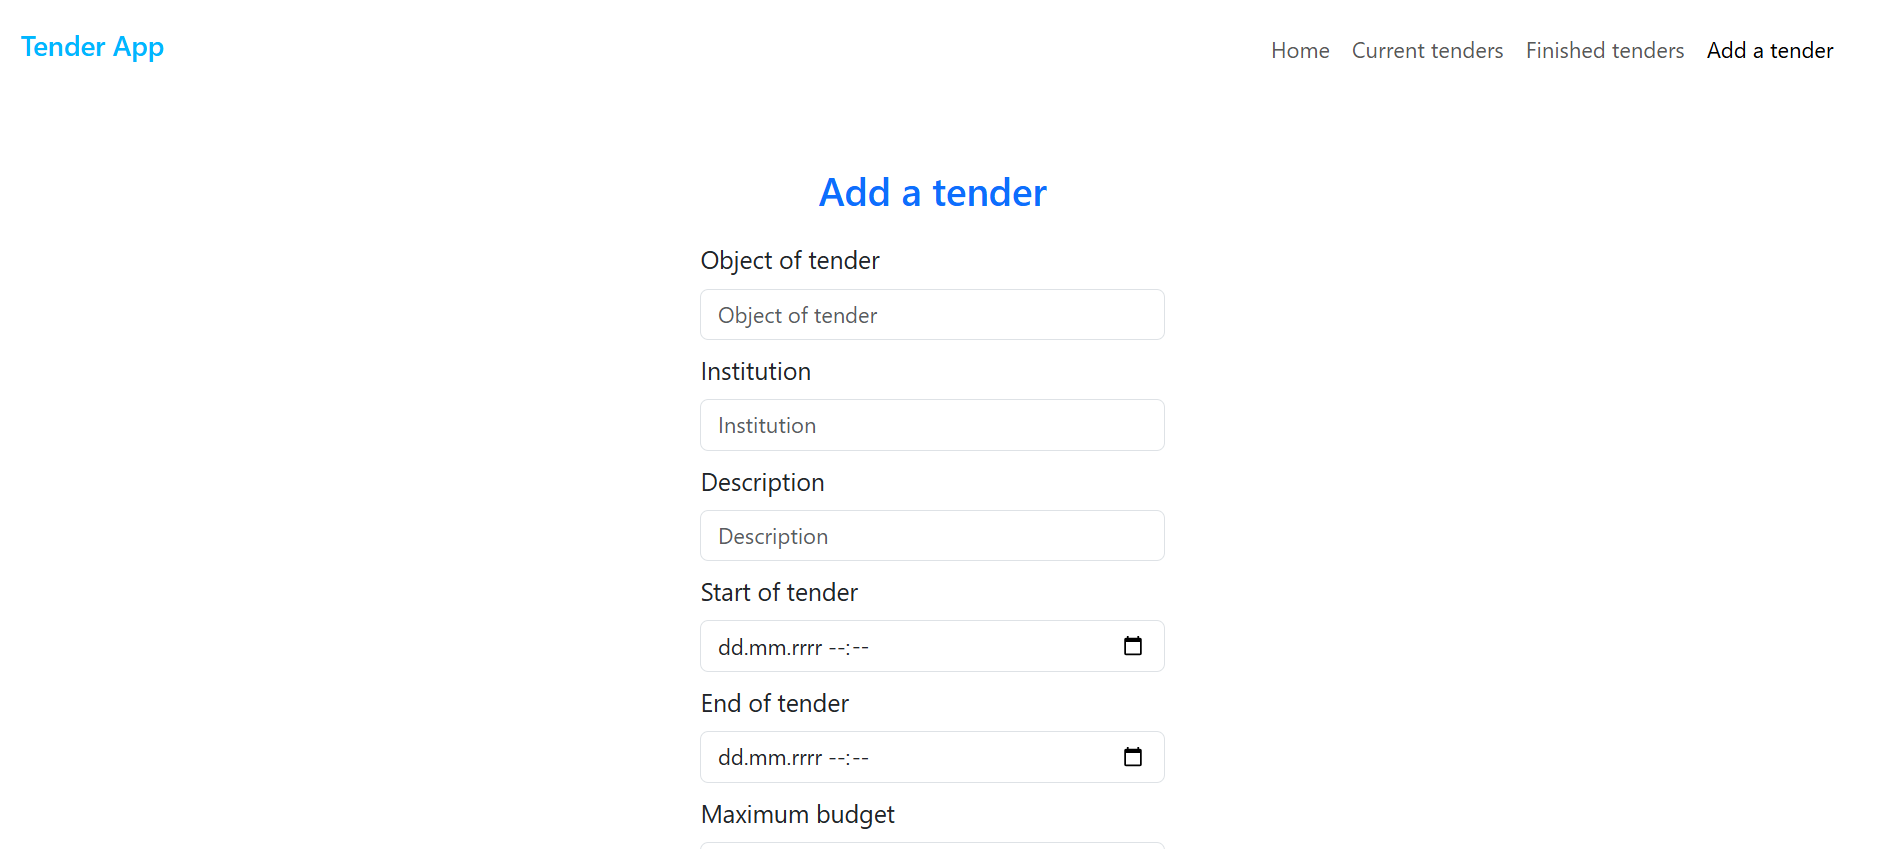 Tender App
Home Current tenders Finished tenders Add a tender
Add a tender
Object of tender
Object of tender
Institution
Institution
Description
Description
Start of tender
dd.mm.rrrr --:--
End of tender
dd.mm.rrrr --:--
Maximum budget